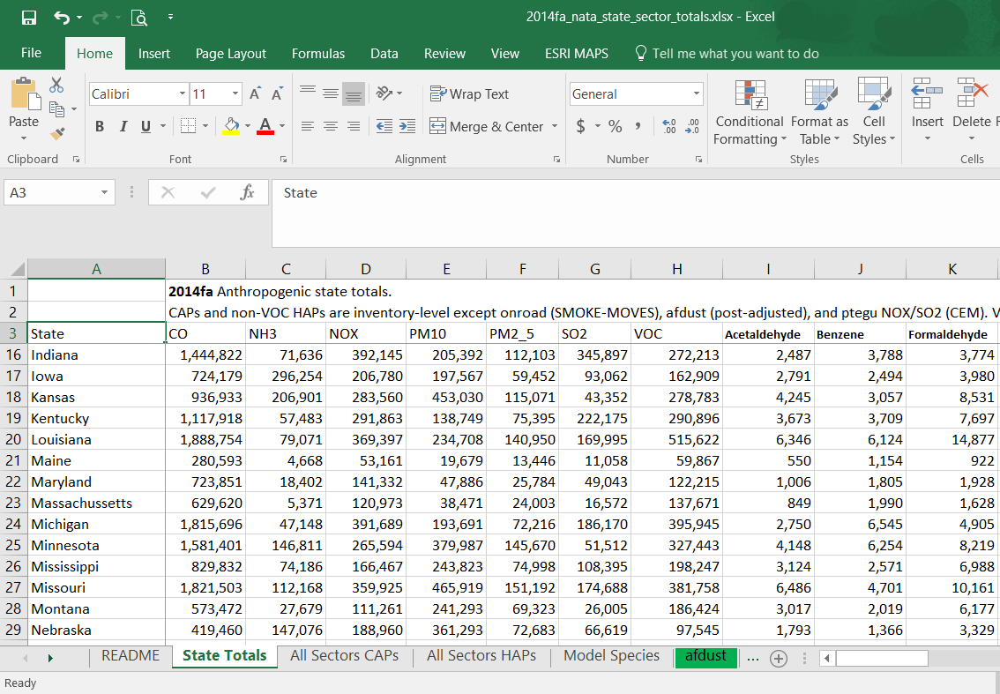 2014fa_nata_state_sector_totals.xlsx - Excel
File Home Insert Page Layout Formulas Data Review View ESRI MAPS Tell me what you want to do
Calibri 11 Wrap Text General
Paste B I U A Merge & Center $ % , Conditional Formatting Format as Table Cell Styles Insert Delete F
Clipboard Font Alignment Number Styles Cells
A3 fx State
A B C D E F G H I J K
1 2014fa Anthropogenic state totals.
2 CAPs and non-VOC HAPs are inventory-level except onroad (SMOKE-MOVES), afdust (post-adjusted), and ptegu NOX/SO2 (CEM). V
3 State CO NH3 NOX PM10 PM2_5 SO2 VOC Acetaldehyde Benzene Formaldehyde
16 Indiana 1,444,822 71,636 392,145 205,392 112,103 345,897 272,213 2,487 3,788 3,774
17 Iowa 724,179 296,254 206,780 197,567 59,452 93,062 162,909 2,791 2,494 3,980
18 Kansas 936,933 206,901 283,560 453,030 115,071 43,352 278,783 4,245 3,057 8,531
19 Kentucky 1,117,918 57,483 291,863 138,749 75,395 222,175 290,896 3,673 3,709 7,697
20 Louisiana 1,888,754 79,071 369,397 234,708 140,950 169,995 515,622 6,346 6,124 14,877
21 Maine 280,593 4,668 53,161 19,679 13,446 11,058 59,867 550 1,154 922
22 Maryland 723,851 18,402 141,332 47,886 25,784 49,043 122,215 1,006 1,805 1,928
23 Massachussetts 629,620 5,371 120,973 38,471 24,003 16,572 137,671 849 1,990 1,628
24 Michigan 1,815,696 47,148 391,689 193,691 72,216 186,170 395,945 2,750 6,545 4,905
25 Minnesota 1,581,401 146,811 265,594 379,987 145,670 51,512 327,443 4,148 6,254 8,219
26 Mississippi 829,832 74,186 166,467 243,823 74,998 108,395 198,247 3,124 2,571 6,988
27 Missouri 1,821,503 112,168 359,925 465,919 151,192 174,688 381,758 6,486 4,701 10,161
28 Montana 573,472 27,679 111,261 241,293 69,323 26,005 186,424 3,017 2,019 6,177
29 Nebraska 419,460 147,076 188,960 361,293 72,683 66,619 97,545 1,793 1,366 3,329
README State Totals All Sectors CAPs All Sectors HAPs Model Species afdust ...
Ready